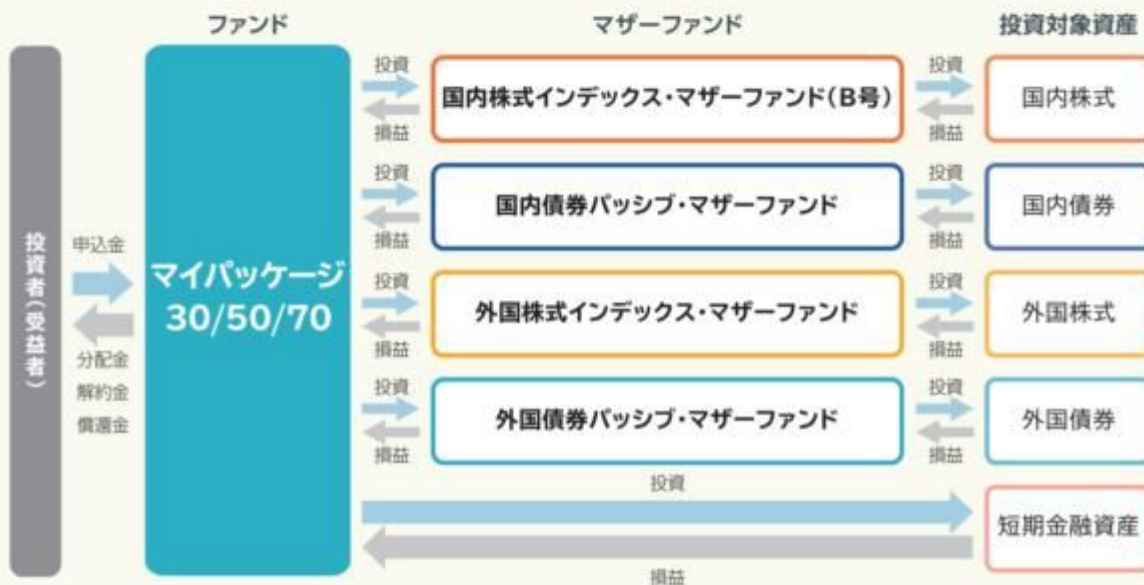 ファンド
マザーファンド
投資対象資産
投資者(受益者)
申込金
分配金
解約金
償還金
マイパッケージ
30/50/70
投資
損益
国内株式インデックス・マザーファンド(B号)
投資
損益
国内株式
投資
損益
国内債券パッシブ・マザーファンド
投資
損益
国内債券
投資
損益
外国株式インデックス・マザーファンド
投資
損益
外国株式
投資
損益
外国債券パッシブ・マザーファンド
投資
損益
外国債券
投資
損益
短期金融資産